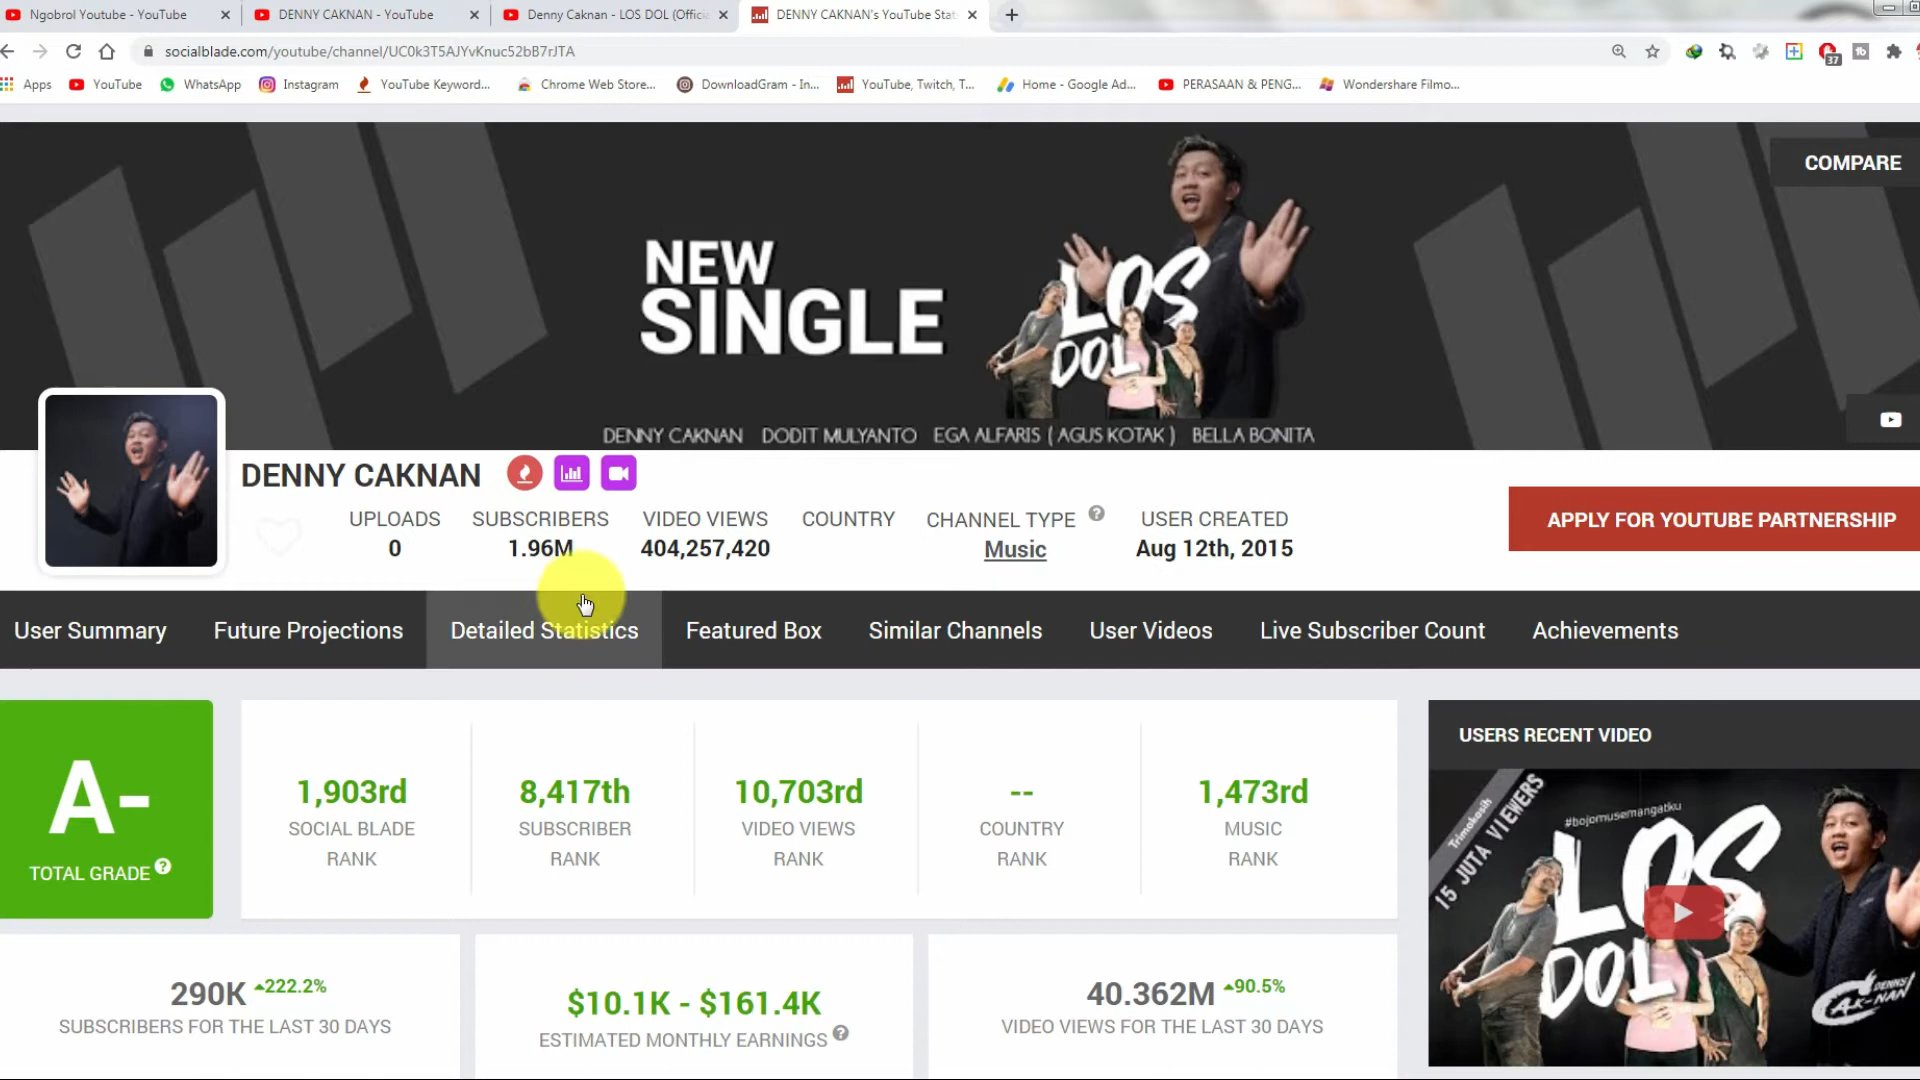 Ngobrol Youtube - YouTube
DENNY CAKNAN - YouTube
Denny Caknan - LOS DOL (Offici
DENNY CAKNAN's YouTube Stat
socialblade.com/youtube/channel/UC0k3T5AJYvKnuc52bB7rJTA
37
Apps
YouTube
WhatsApp
Instagram
YouTube Keyword...
Chrome Web Store...
DownloadGram - In...
YouTube, Twitch, T...
Home - Google Ad...
PERASAAN & PENG...
Wondershare Filmo...
COMPARE
NEW
SINGLE
LOS
DOL
DENNY CAKNAN DODIT MULYANTO EGA ALFARIS ( AGUS KOTAK ) BELLA BONITA
DENNY CAKNAN
UPLOADS
0
SUBSCRIBERS
1.96M
VIDEO VIEWS
404,257,420
COUNTRY
CHANNEL TYPE
Music
USER CREATED
Aug 12th, 2015
APPLY FOR YOUTUBE PARTNERSHIP
User Summary
Future Projections
Detailed Statistics
Featured Box
Similar Channels
User Videos
Live Subscriber Count
Achievements
A-
TOTAL GRADE
1,903rd
SOCIAL BLADE
RANK
8,417th
SUBSCRIBER
RANK
10,703rd
VIDEO VIEWS
RANK
--
COUNTRY
RANK
1,473rd
MUSIC
RANK
USERS RECENT VIDEO
Trimokasih
15 JUTA VIEWERS
#bojomusemangatku
LOS
DOL
DENNY
CAK-NAN
290K 222.2%
SUBSCRIBERS FOR THE LAST 30 DAYS
$10.1K - $161.4K
ESTIMATED MONTHLY EARNINGS
40.362M 90.5%
VIDEO VIEWS FOR THE LAST 30 DAYS